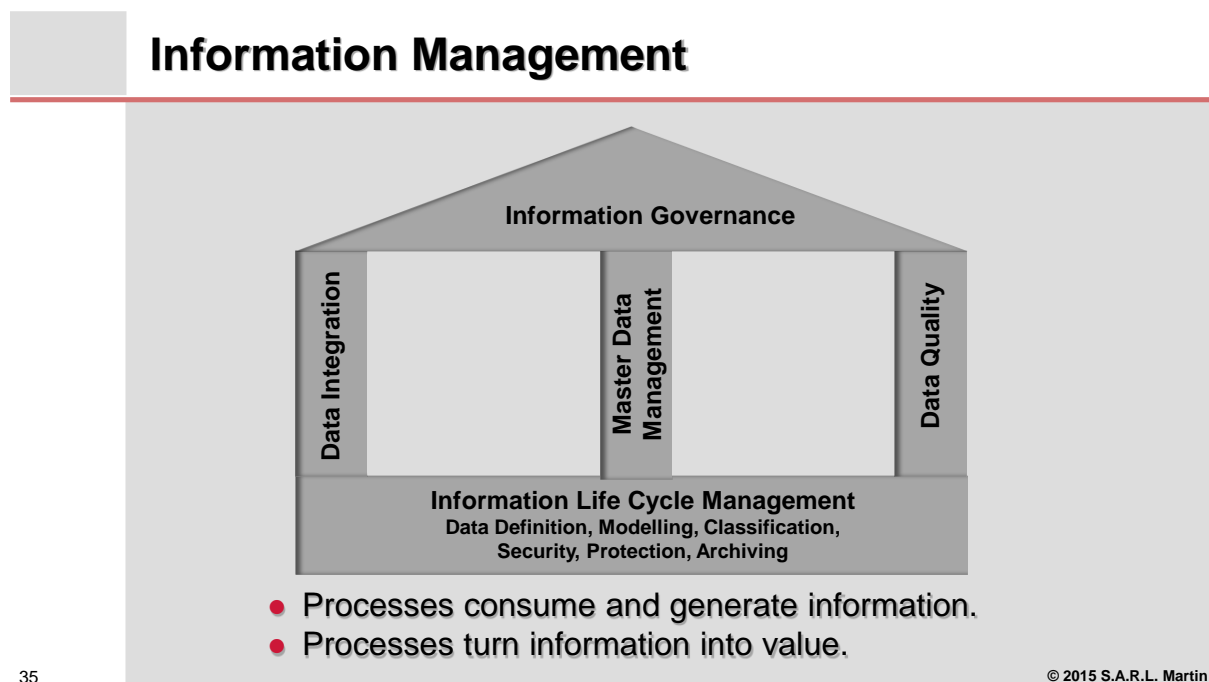 Information Management
Information Governance
Data Integration
Master Data
Management
Data Quality
Information Life Cycle Management
Data Definition, Modelling, Classification,
Security, Protection, Archiving
● Processes consume and generate information.
● Processes turn information into value.
35
© 2015 S.A.R.L. Martin